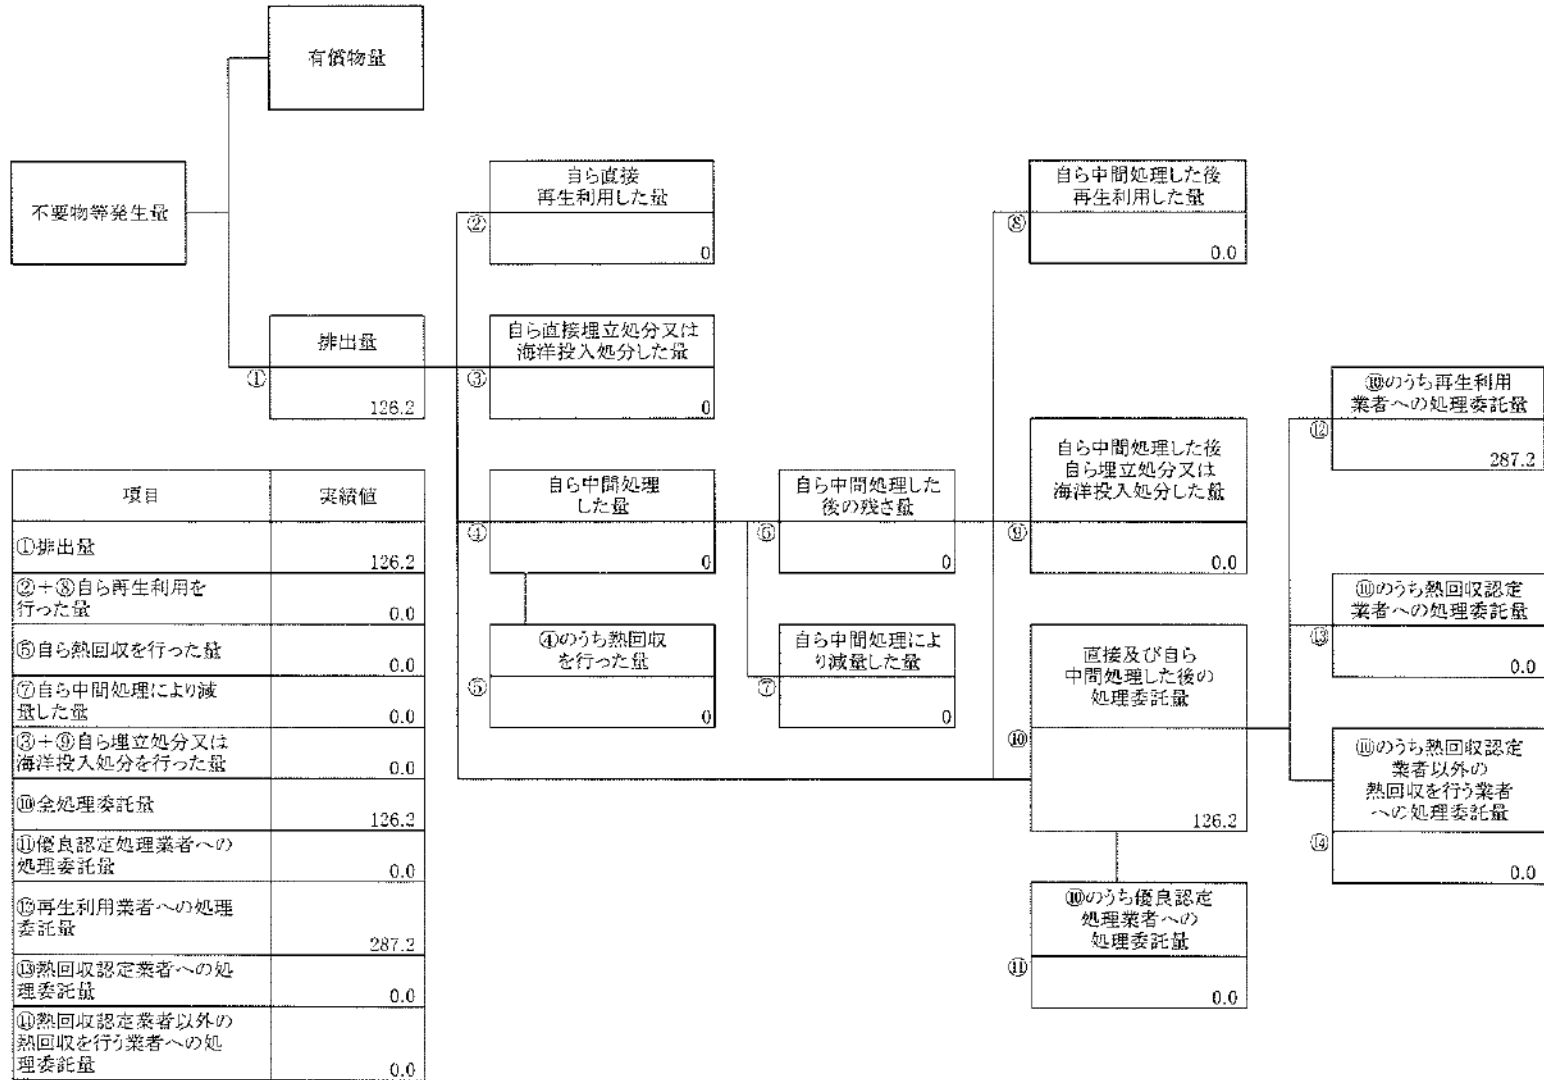 有償物量
不要物等発生量
自ら直接
再生利用した量
②
0
自ら中間処理した後
再生利用した量
⑧
0.0
排出量
①
126.2
自ら直接埋立処分又は
海洋投入処分した量
③
0
⑩のうち再生利用
業者への処理委託量
⑫
287.2
自ら中間処理
した量
④
0
自ら中間処理した
後の残さ量
⑥
0
自ら中間処理した後
自ら埋立処分又は
海洋投入処分した量
⑨
0.0
⑩のうち熱回収認定
業者への処理委託量
⑬
0.0
④のうち熱回収
を行った量
⑤
0
自ら中間処理によ
り減量した量
⑦
0
直接及び自ら
中間処理した後の
処理委託量
⑩
126.2
⑩のうち熱回収認定
業者以外の
熱回収を行う業者
への処理委託量
⑭
0.0
⑩のうち優良認定
処理業者への
処理委託量
⑪
0.0
項目 実績値
①排出量
126.2
②+⑧自ら再生利用を
行った量 0.0
⑤自ら熱回収を行った量
0.0
⑦自ら中間処理により減
量した量 0.0
③+⑨自ら埋立処分又は
海洋投入処分を行った量 0.0
⑩全処理委託量
126.2
⑪優良認定処理業者への
処理委託量 0.0
⑫再生利用業者への処理
委託量
287.2
⑬熱回収認定業者への処
理委託量 0.0
⑭熱回収認定業者以外の
熱回収を行う業者への処
理委託量 0.0